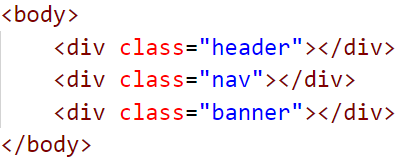 <body>
    <div class="header"></div>
    <div class="nav"></div>
    <div class="banner"></div>
</body>